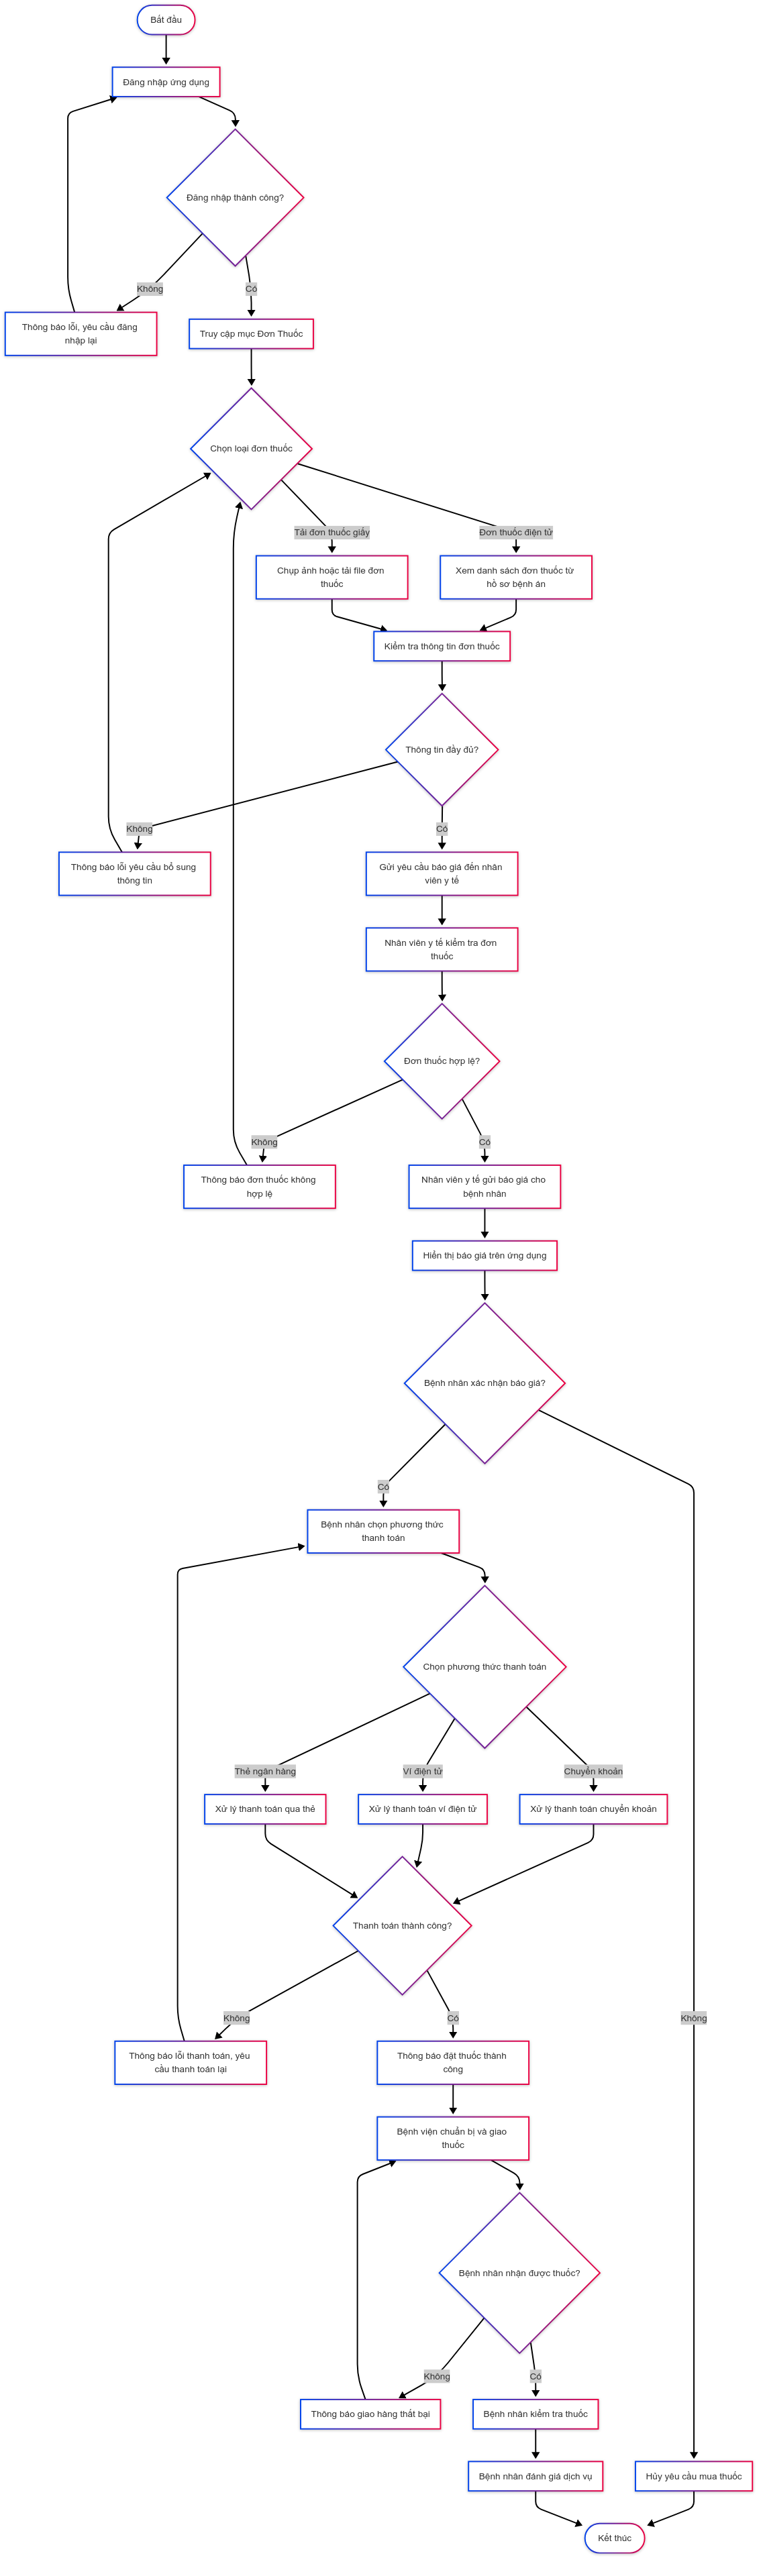 Bắt đầu
Đăng nhập ứng dụng
Đăng nhập thành công?
Không
Có
Thông báo lỗi, yêu cầu đăng
nhập lại
Truy cập mục Đơn Thuốc
Chọn loại đơn thuốc
Tải đơn thuốc giấy
Đơn thuốc điện tử
Chụp ảnh hoặc tải file đơn
thuốc
Xem danh sách đơn thuốc từ
hồ sơ bệnh án
Kiểm tra thông tin đơn thuốc
Thông tin đầy đủ?
Không
Có
Thông báo lỗi yêu cầu bổ sung
thông tin
Gửi yêu cầu báo giá đến nhân
viên y tế
Nhân viên y tế kiểm tra đơn
thuốc
Đơn thuốc hợp lệ?
Không
Có
Thông báo đơn thuốc không
hợp lệ
Nhân viên y tế gửi báo giá cho
bệnh nhân
Hiển thị báo giá trên ứng dụng
Bệnh nhân xác nhận báo giá?
Có
Bệnh nhân chọn phương thức
thanh toán
Chọn phương thức thanh toán
Thẻ ngân hàng
Ví điện tử
Chuyển khoản
Xử lý thanh toán qua thẻ
Xử lý thanh toán ví điện tử
Xử lý thanh toán chuyển khoản
Thanh toán thành công?
Không
Có
Không
Thông báo lỗi thanh toán, yêu
cầu thanh toán lại
Thông báo đặt thuốc thành
công
Bệnh viện chuẩn bị và giao
thuốc
Bệnh nhân nhận được thuốc?
Không
Có
Thông báo giao hàng thất bại
Bệnh nhân kiểm tra thuốc
Bệnh nhân đánh giá dịch vụ
Hủy yêu cầu mua thuốc
Kết thúc